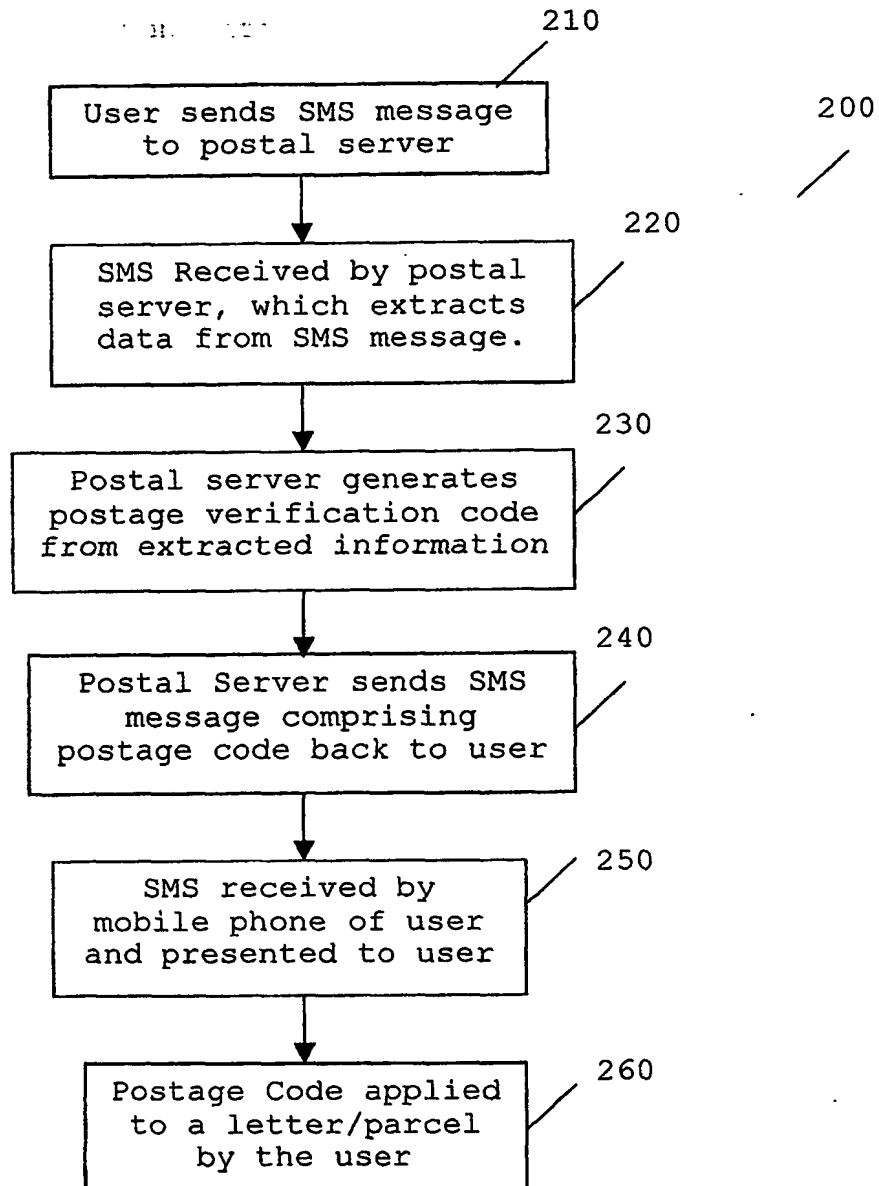 210
User sends SMS message
to postal server
200
220
SMS Received by postal
server, which extracts
data from SMS message.
230
Postal server generates
postage verification code
from extracted information
240
Postal Server sends SMS
message comprising
postage code back to user
250
SMS received by
mobile phone of user
and presented to user
260
Postage Code applied
to a letter/parcel
by the user